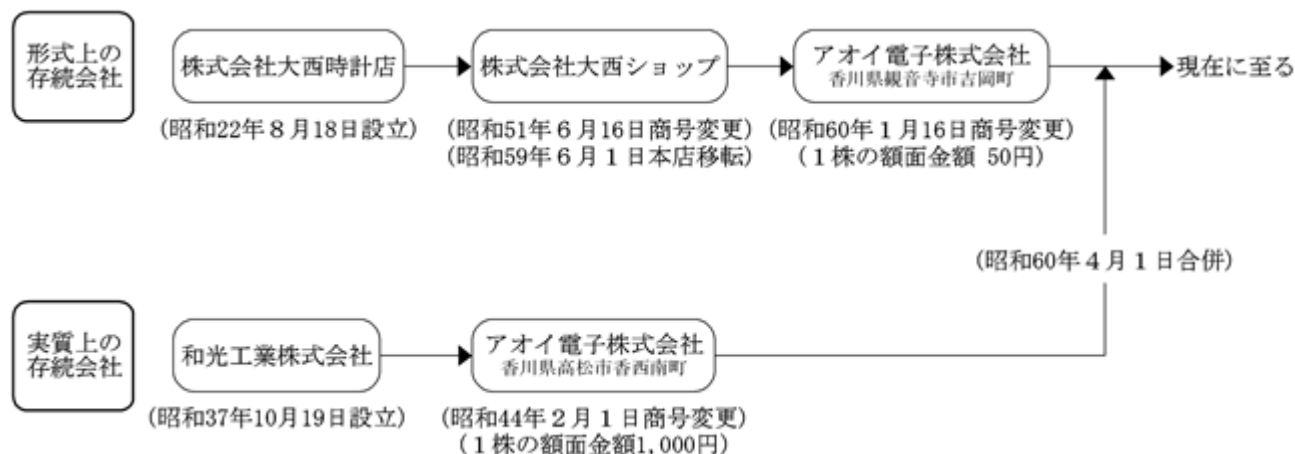 形式上の
存続会社
株式会社大西時計店
(昭和22年8月18日設立)
株式会社大西ショップ
(昭和51年6月16日商号変更)
(昭和59年6月1日本店移転)
アオイ電子株式会社
香川県観音寺市吉岡町
(昭和60年1月16日商号変更)
(1株の額面金額 50円)
現在に至る
(昭和60年4月1日合併)
実質上の
存続会社
和光工業株式会社
(昭和37年10月19日設立)
アオイ電子株式会社
香川県高松市香西南町
(昭和44年2月1日商号変更)
(1株の額面金額1,000円)